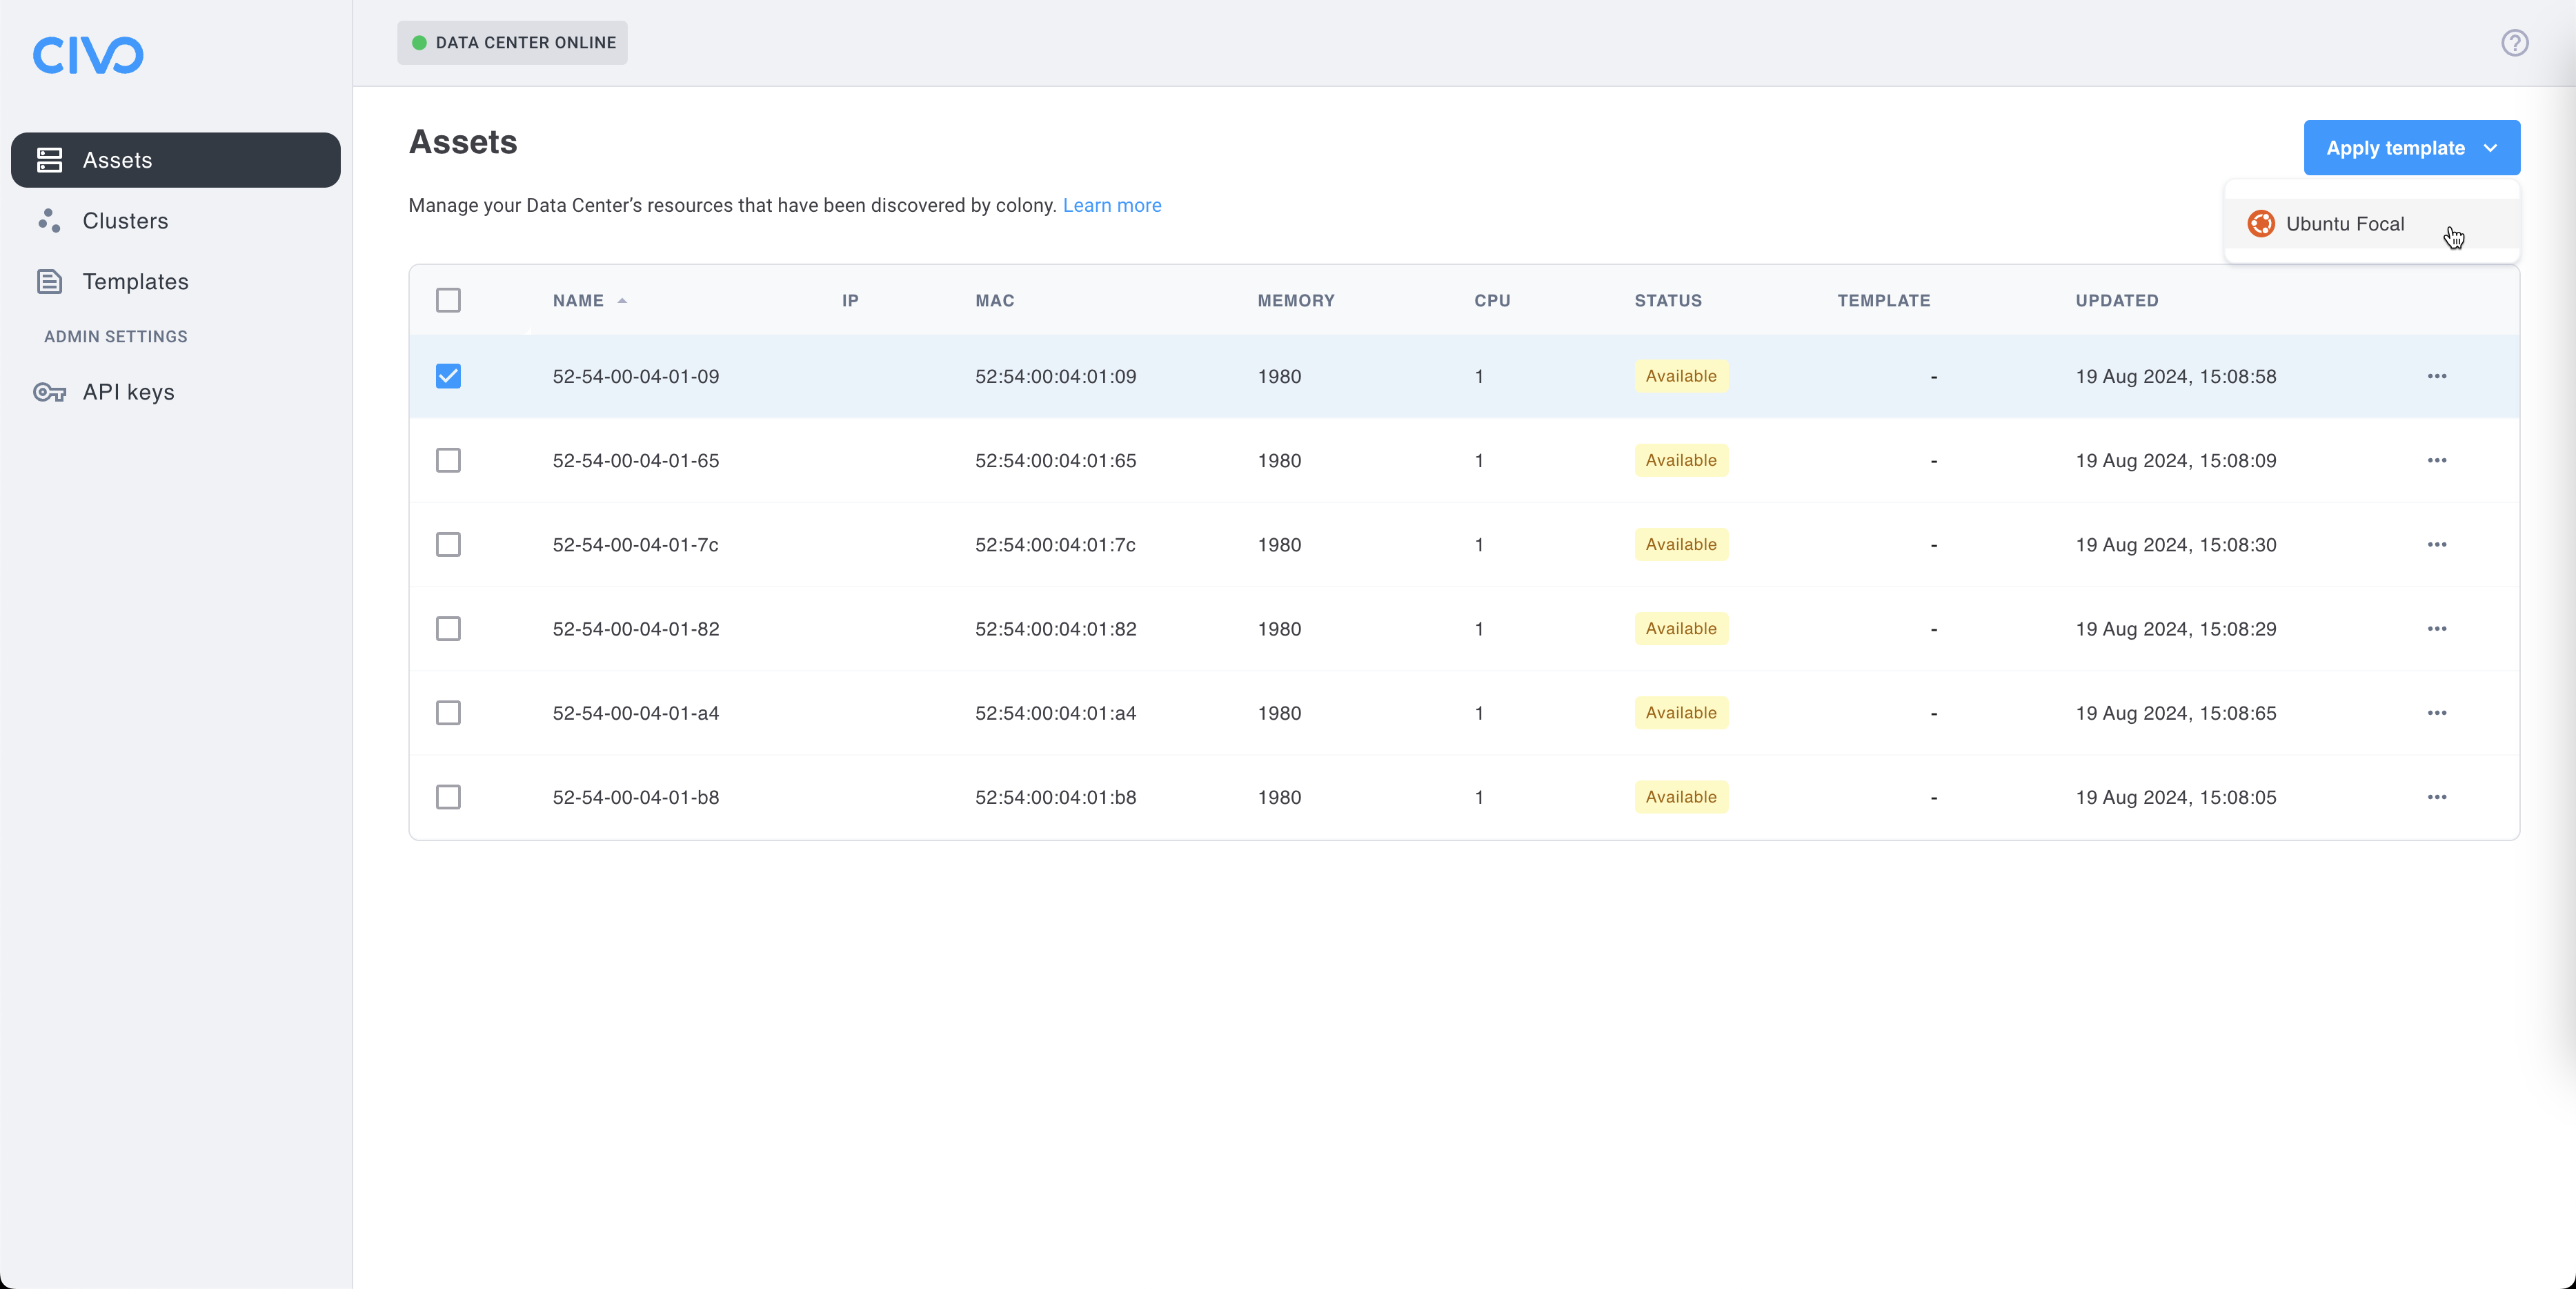 CIVO
DATA CENTER ONLINE
Assets
Clusters
Templates
ADMIN SETTINGS
API keys
Assets
Apply template
Manage your Data Center’s resources that have been discovered by colony. Learn more
Ubuntu Focal
NAME IP MAC MEMORY CPU STATUS TEMPLATE UPDATED
52-54-00-04-01-09 52:54:00:04:01:09 1980 1 Available - 19 Aug 2024, 15:08:58
52-54-00-04-01-65 52:54:00:04:01:65 1980 1 Available - 19 Aug 2024, 15:08:09
52-54-00-04-01-7c 52:54:00:04:01:7c 1980 1 Available - 19 Aug 2024, 15:08:30
52-54-00-04-01-82 52:54:00:04:01:82 1980 1 Available - 19 Aug 2024, 15:08:29
52-54-00-04-01-a4 52:54:00:04:01:a4 1980 1 Available - 19 Aug 2024, 15:08:65
52-54-00-04-01-b8 52:54:00:04:01:b8 1980 1 Available - 19 Aug 2024, 15:08:05